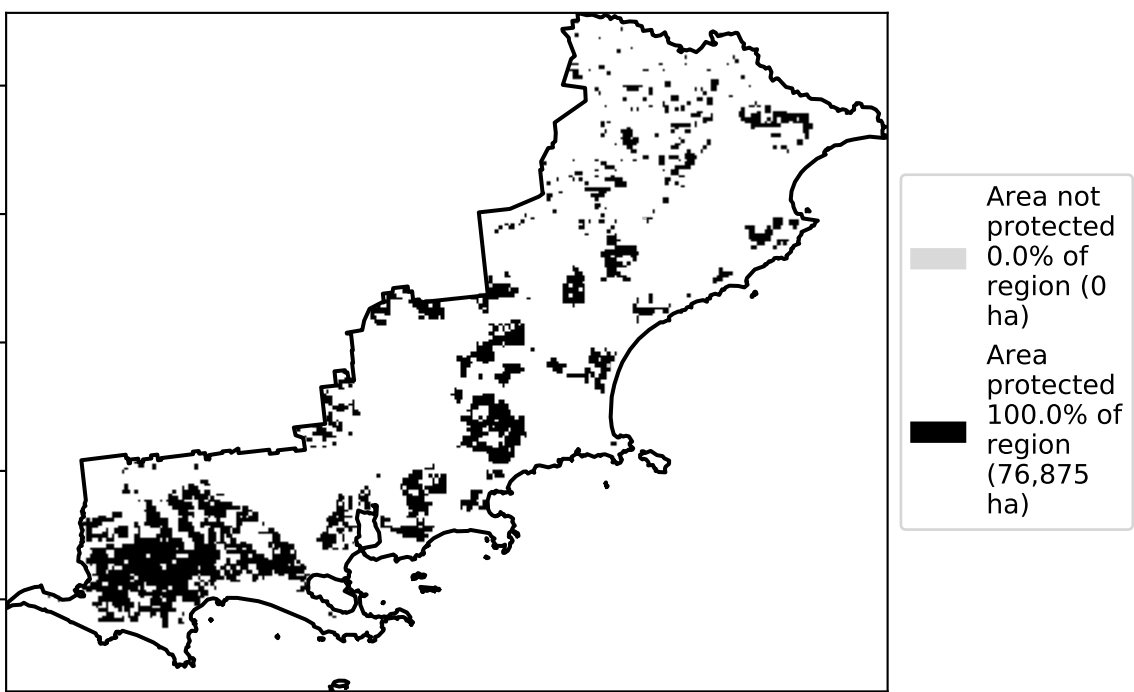 Area not
protected
0.0% of
region (0
ha)
Area
protected
100.0% of
region
(76,875
ha)